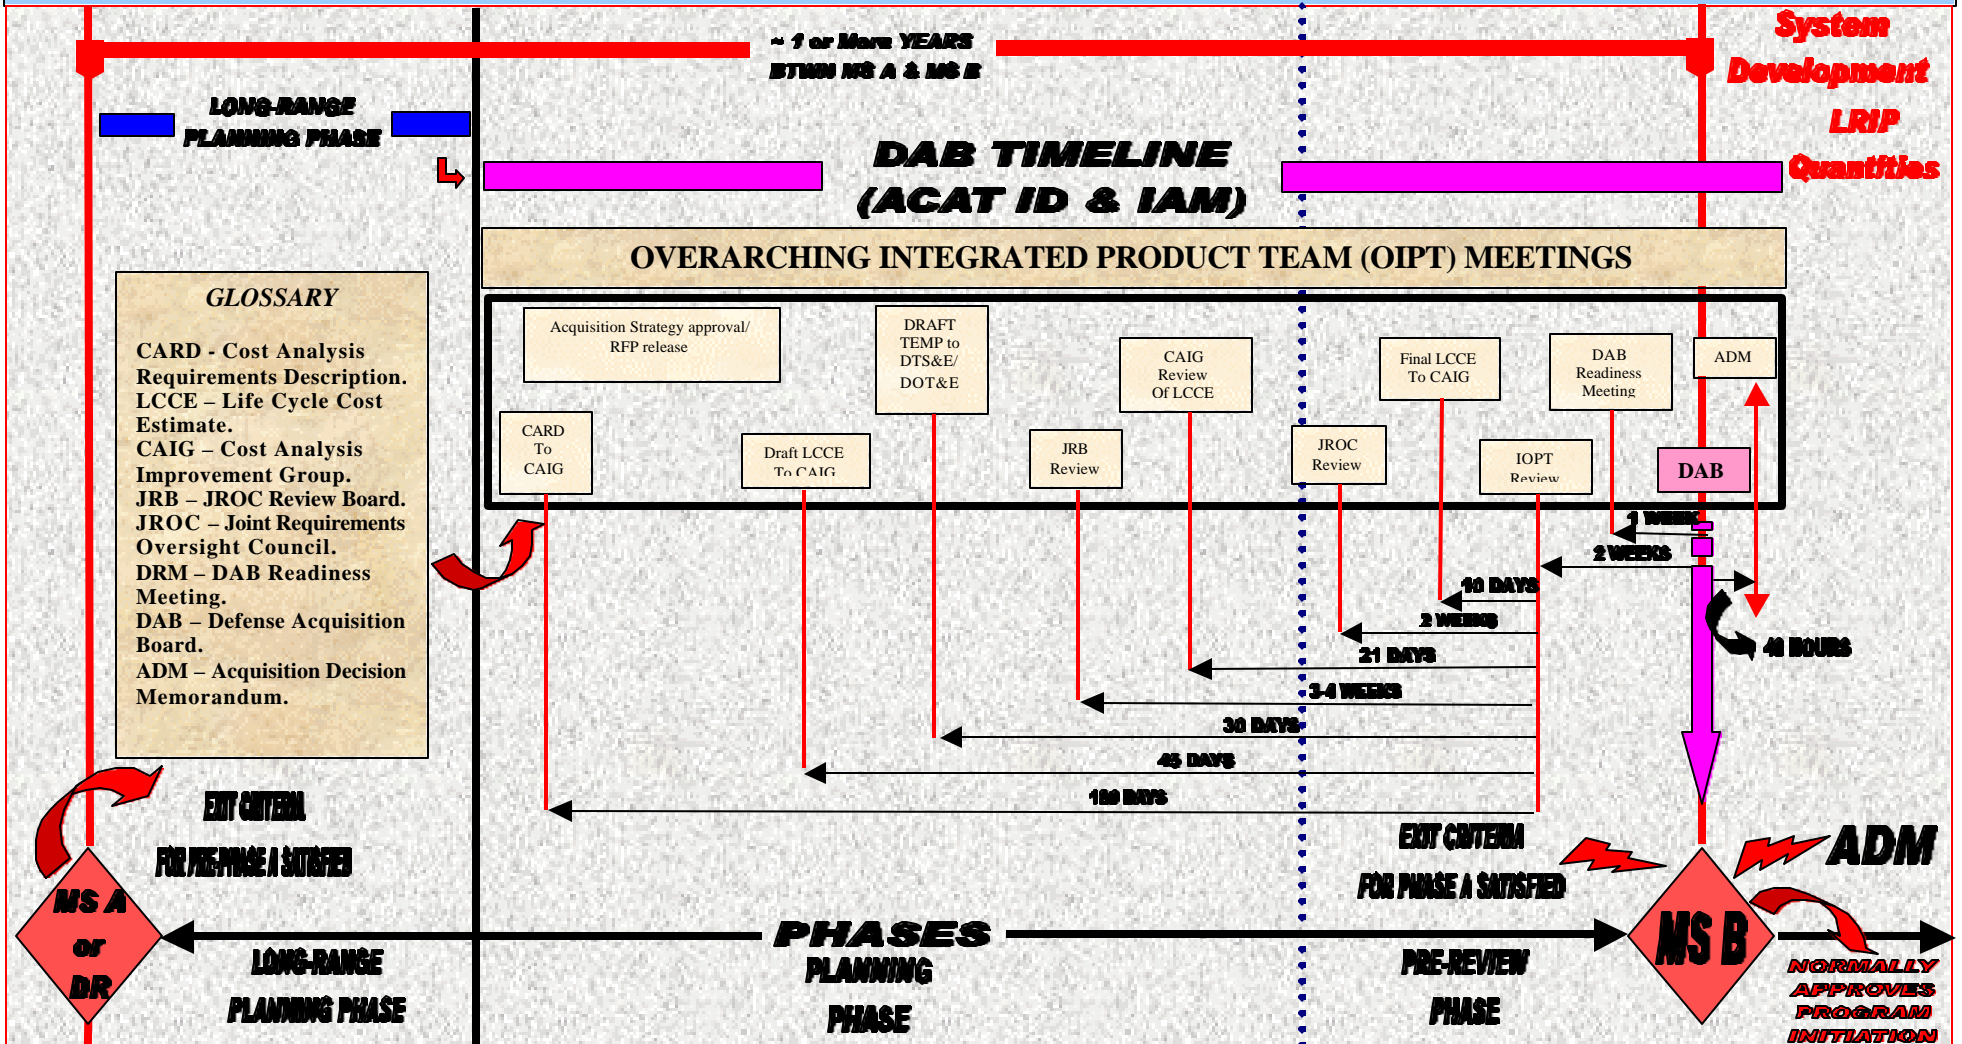 ~ 1 or More YEARS
BTWN MS A & MS B
System
Development
LRIP
Quantities
LONG-RANGE
PLANNING PHASE
DAB TIMELINE
(ACAT ID & IAM)
OVERARCHING INTEGRATED PRODUCT TEAM (OIPT) MEETINGS
GLOSSARY
CARD - Cost Analysis
Requirements Description.
LCCE – Life Cycle Cost
Estimate.
CAIG – Cost Analysis
Improvement Group.
JRB – JROC Review Board.
JROC – Joint Requirements
Oversight Council.
DRM – DAB Readiness
Meeting.
DAB – Defense Acquisition
Board.
ADM – Acquisition Decision
Memorandum.
Acquisition Strategy approval/
RFP release
DRAFT
TEMP to
DTS&E/
DOT&E
CAIG
Review
Of LCCE
Final LCCE
To CAIG
DAB
Readiness
Meeting
ADM
CARD
To
CAIG
Draft LCCE
To CAIG
JRB
Review
JROC
Review
IOPT
Review
DAB
1 WEEK
2 WEEKS
10 DAYS
2 WEEKS
21 DAYS
48 HOURS
3-4 WEEKS
30 DAYS
45 DAYS
180 DAYS
EXIT CRITERIA
FOR PRE-PHASE A SATISFIED
EXIT CRITERIA
FOR PHASE A SATISFIED
ADM
MS A
or
DR
MS B
PHASES
LONG-RANGE
PLANNING PHASE
PLANNING
PHASE
PRE-REVIEW
PHASE
NORMALLY
APPROVES
PROGRAM
INITIATION